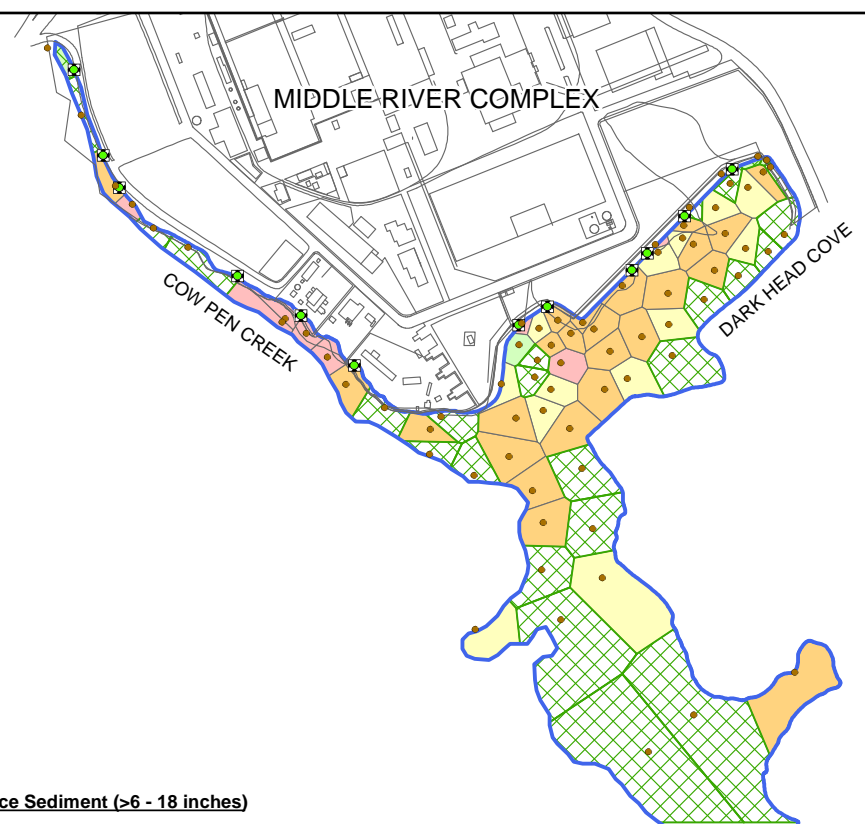 MIDDLE RIVER COMPLEX
COW PEN CREEK
DARK HEAD COVE
ce Sediment (>6 - 18 inches)